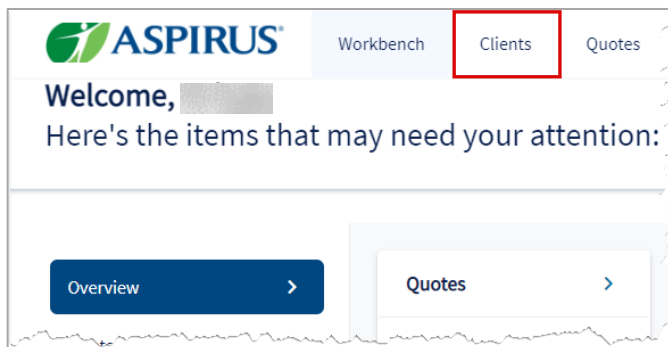 ASPIRUS® Workbench Clients Quotes
Welcome,
Here's the items that may need your attention:
Overview
Quotes